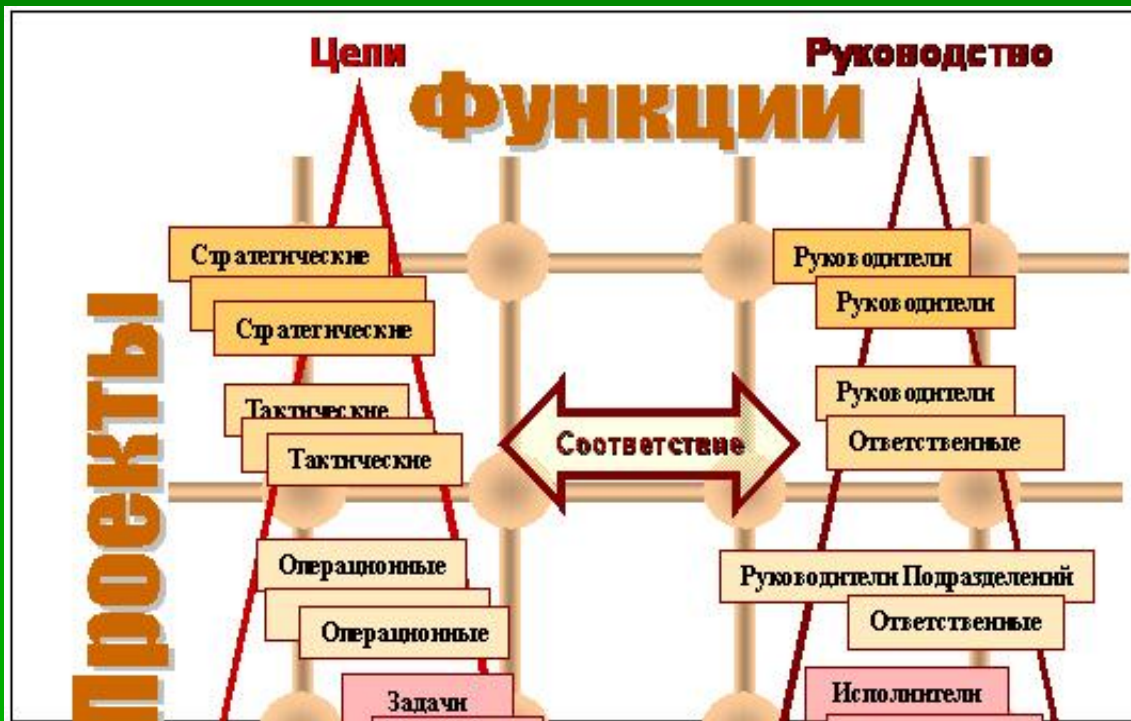 Цели
Руководство
Функции
Проекты
Стратегические
Стратегические
Тактические
Тактические
Операционные
Операционные
Задачи
Соответствие
Руководители
Руководители
Руководители
Ответственные
Руководители Подразделений
Ответственные
Исполнители